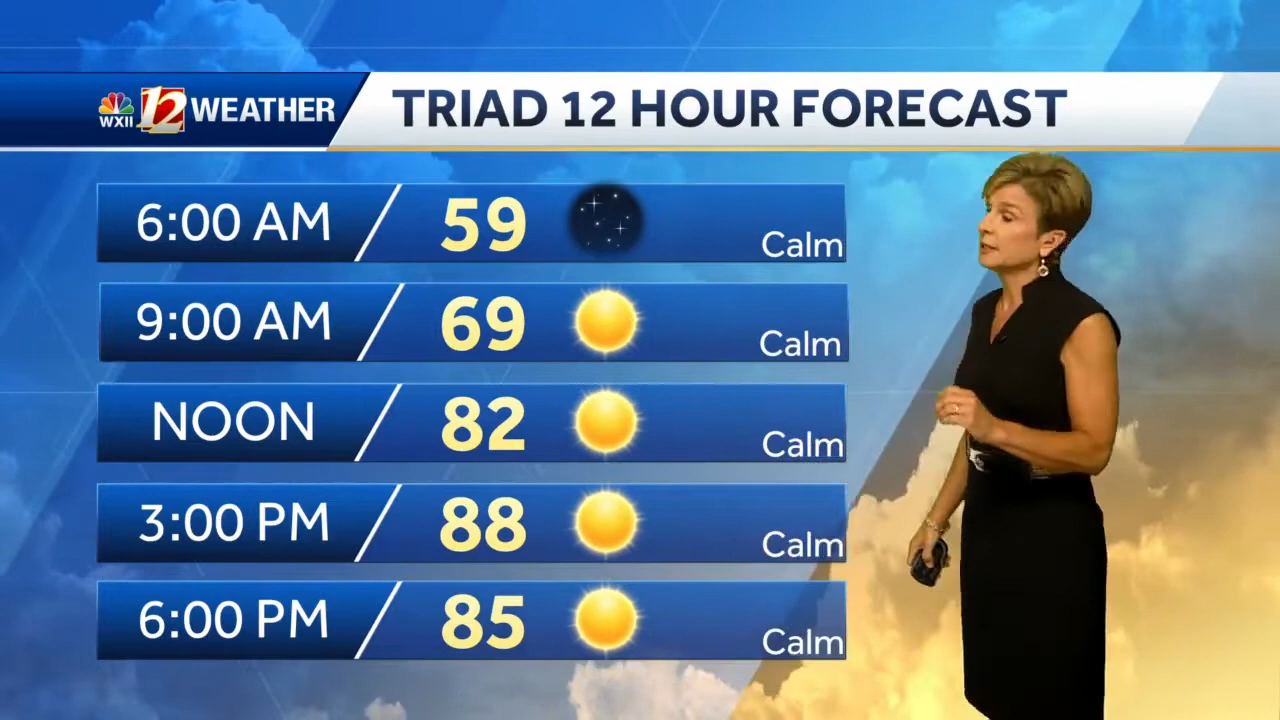 WXII 12 WEATHER
TRIAD 12 HOUR FORECAST
6:00 AM 59 Calm
9:00 AM 69 Calm
NOON 82 Calm
3:00 PM 88 Calm
6:00 PM 85 Calm